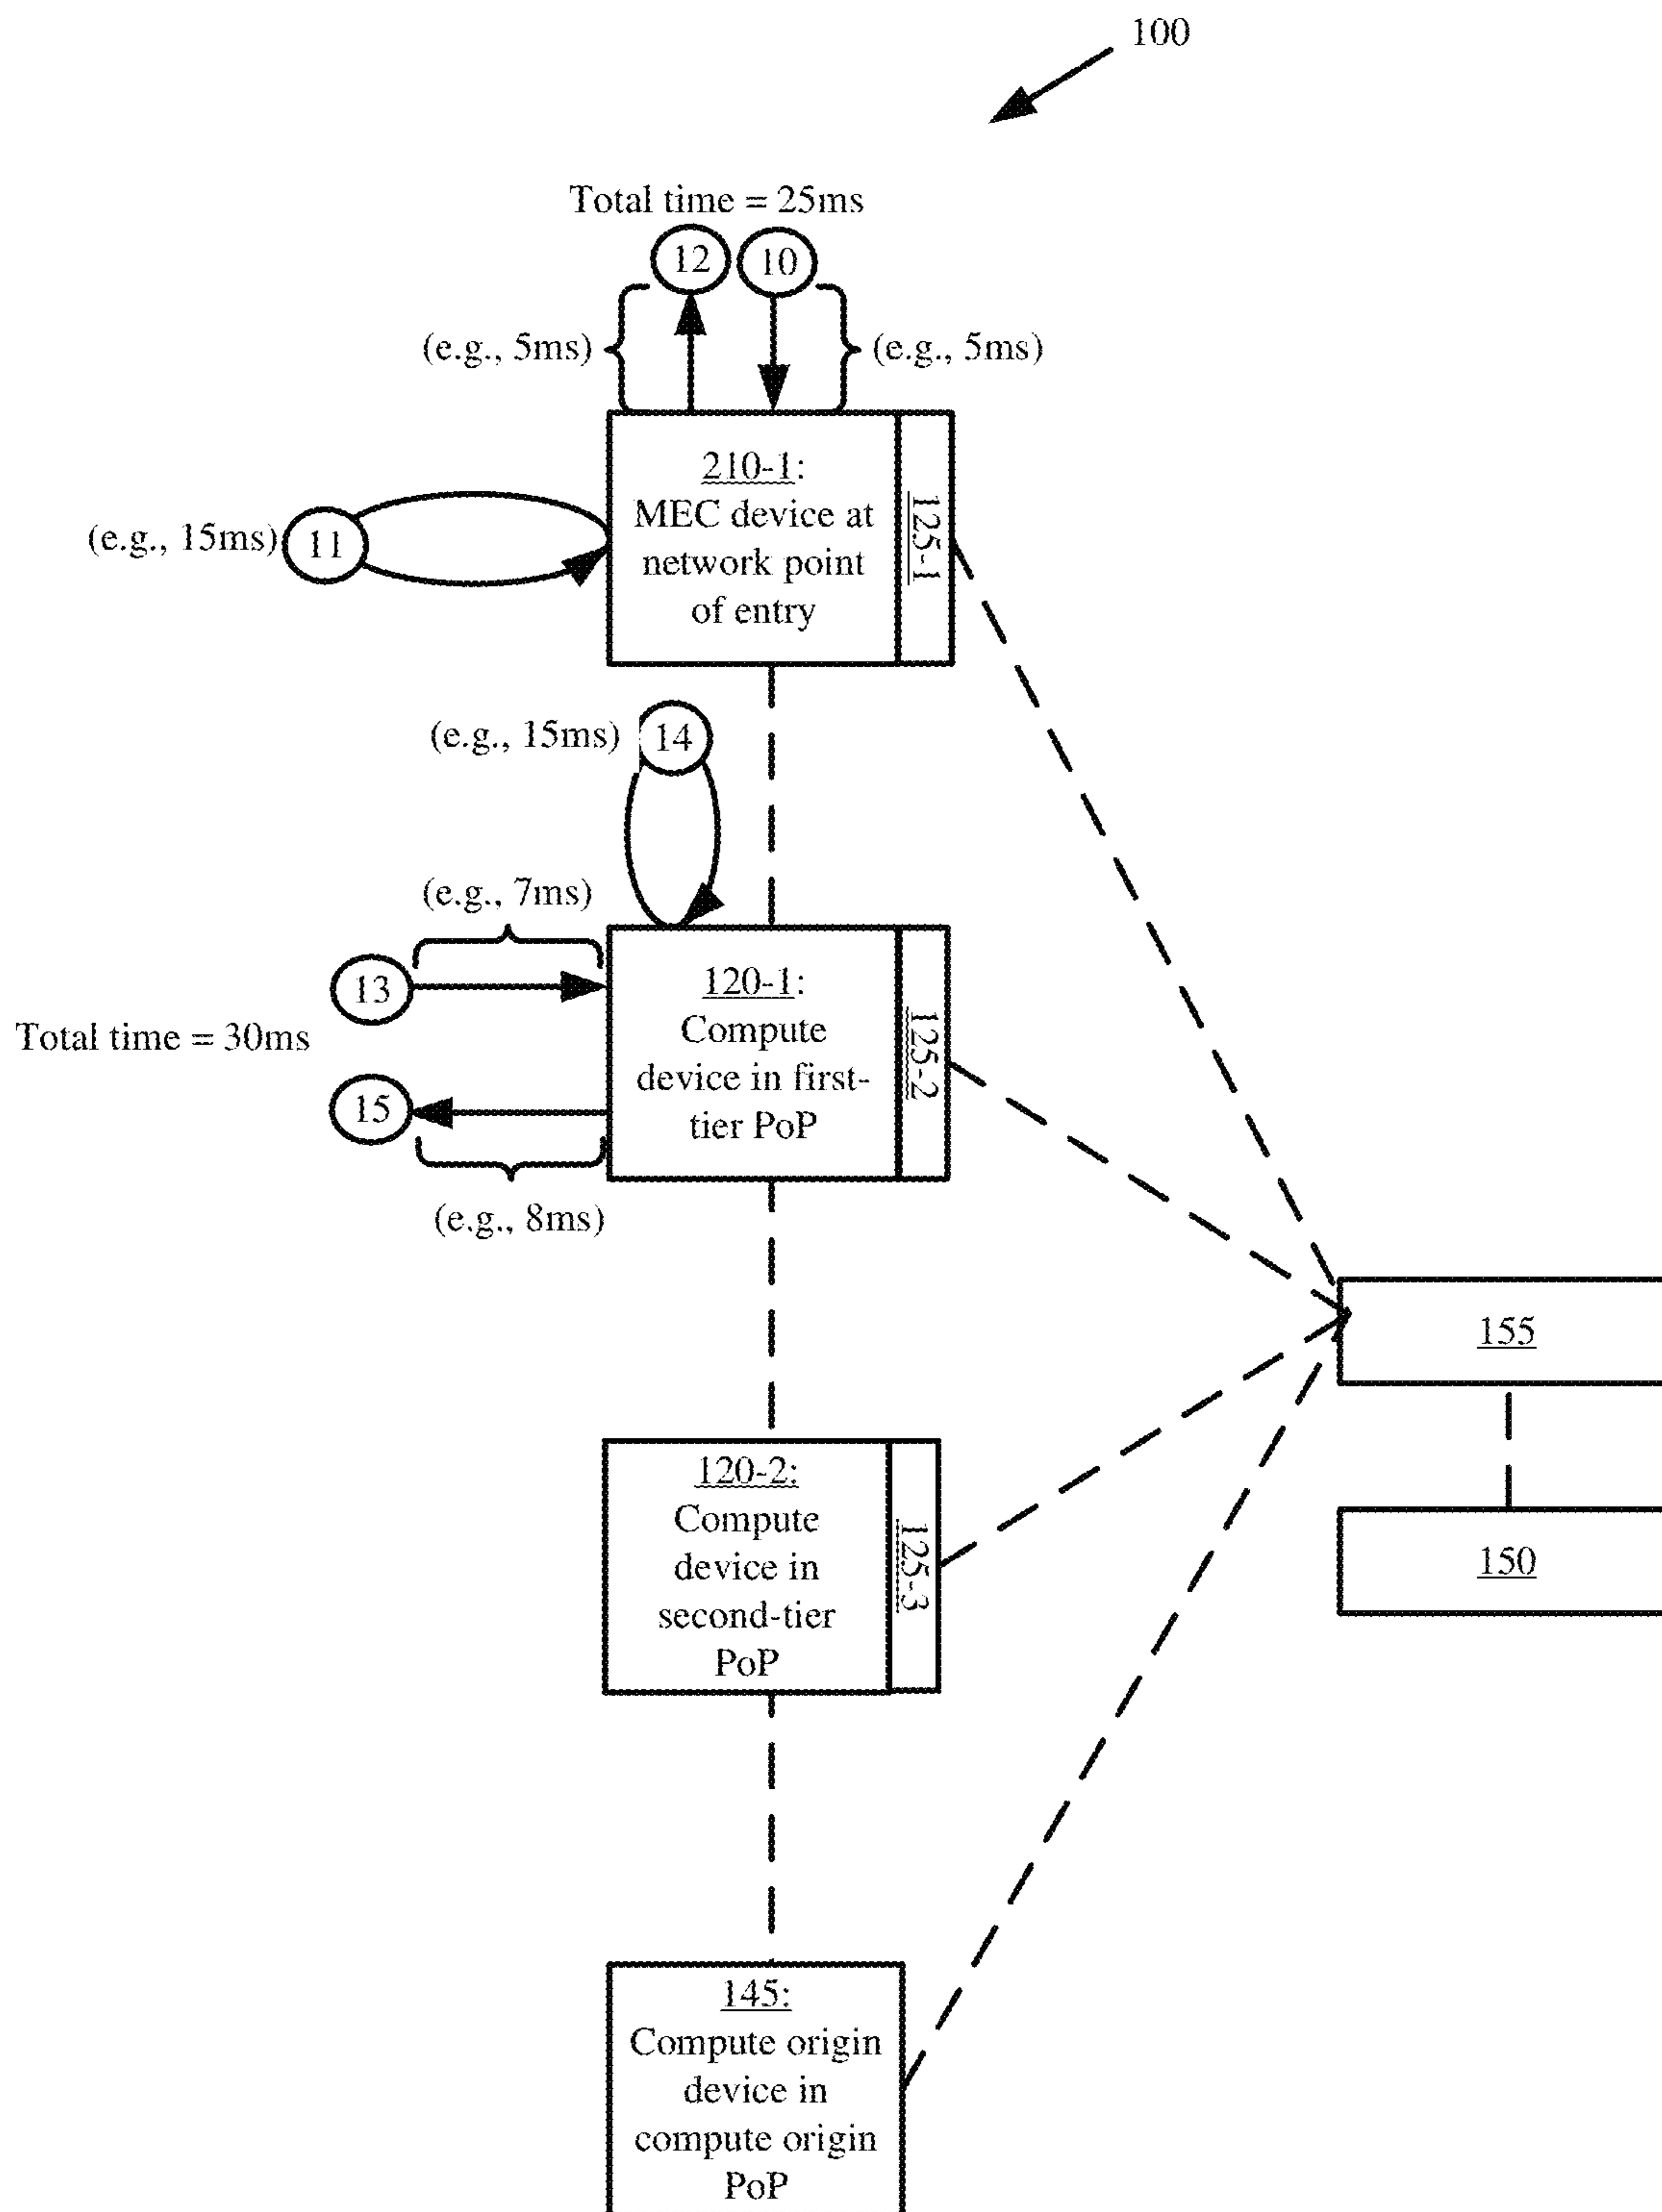 100
Total time = 25ms
12
10
(e.g., 5ms)
(e.g., 5ms)
210-1:
MEC device at
network point
of entry
125-1
(e.g., 15ms)
11
(e.g., 15ms)
14
(e.g., 7ms)
13
Total time = 30ms
15
(e.g., 8ms)
120-1:
Compute
device in first-
tier PoP
125-2
155
120-2:
Compute
device in
second-tier
PoP
125-3
150
145:
Compute origin
device in
compute origin
PoP